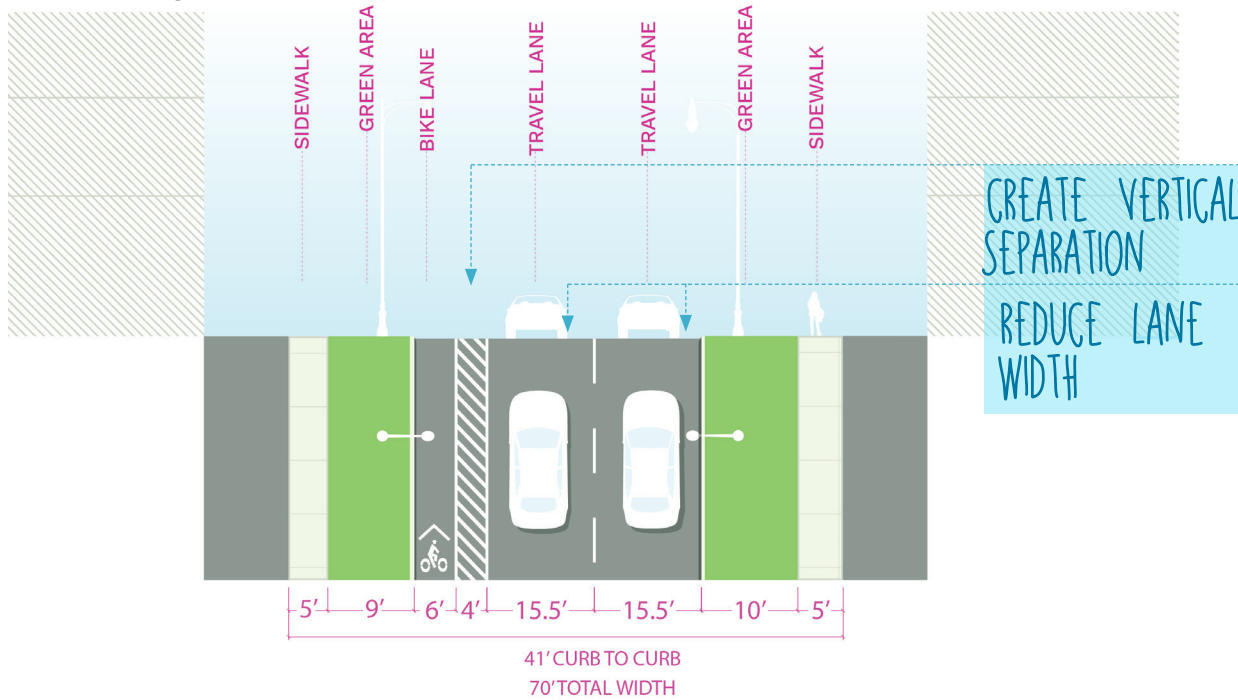 SIDEWALK
GREEN AREA
BIKE LANE
TRAVEL LANE
TRAVEL LANE
GREEN AREA
SIDEWALK
CREATE VERTICAL
SEPARATION
REDUCE LANE
WIDTH
5' 9' 6' 4' 15.5' 15.5' 10' 5'
41' CURB TO CURB
70' TOTAL WIDTH